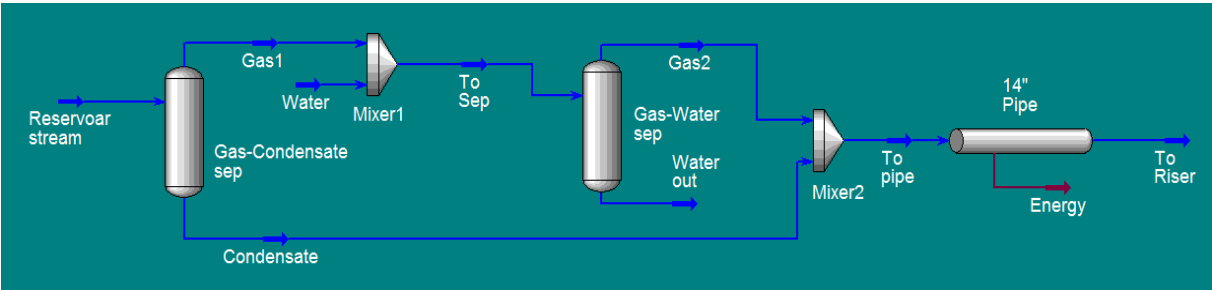 Reservoar
stream
Gas-Condensate
sep
Gas1
Water
Mixer1
To
Sep
Gas2
Gas-Water
sep
Water
out
Condensate
Mixer2
To
pipe
14"
Pipe
Energy
To
Riser